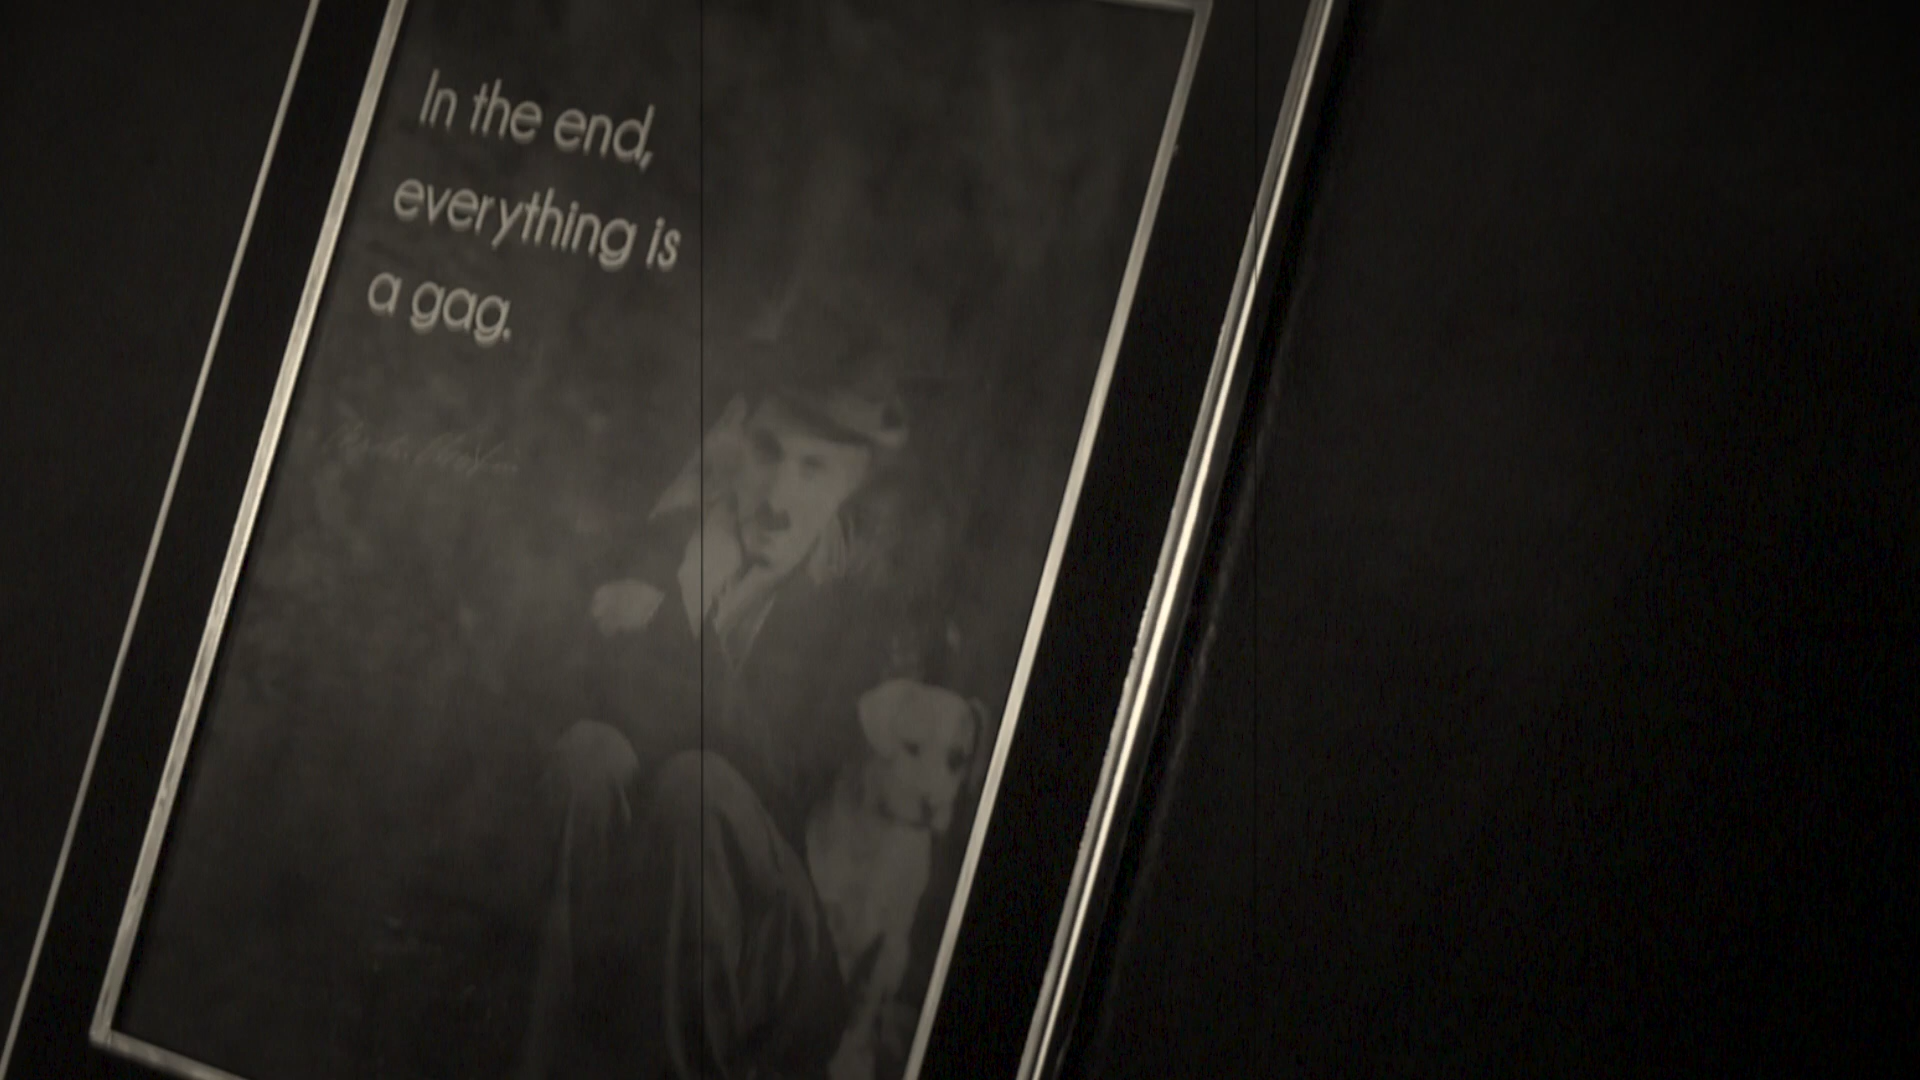 In the end,
everything is
a gag.